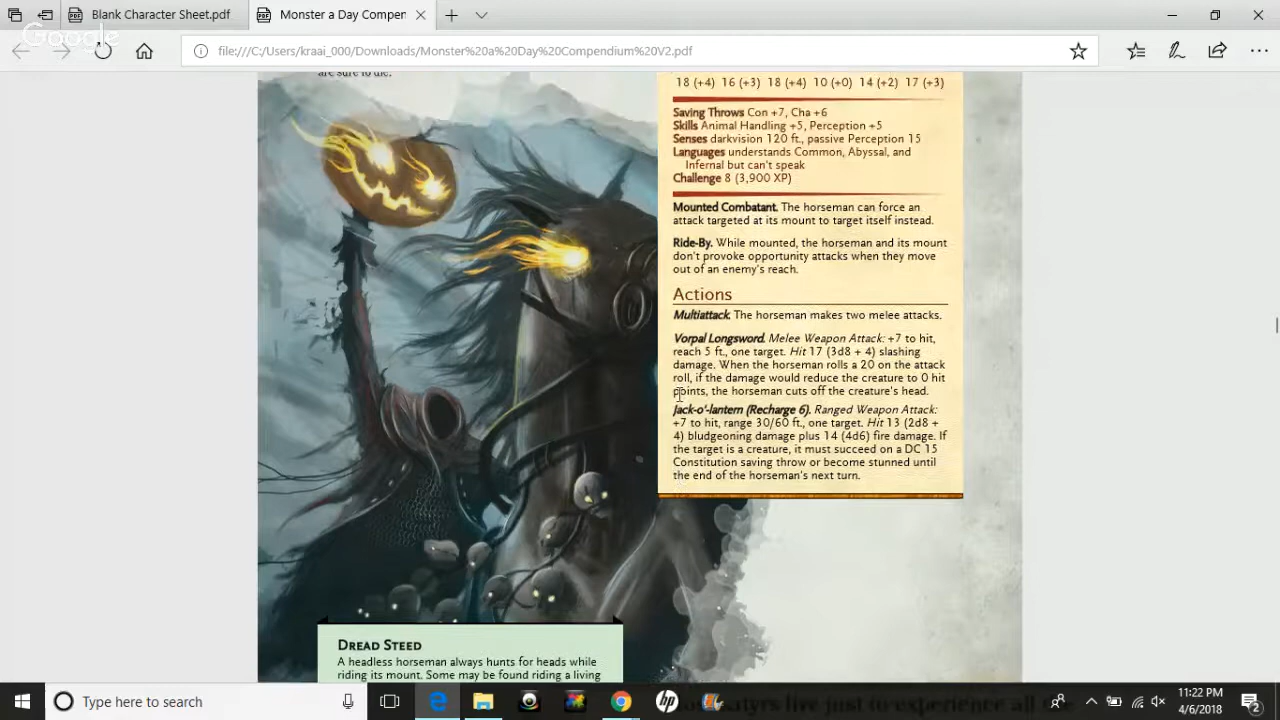 Blank Character Sheet.pdf
Monster a Day Compen
Google
file:///C:/Users/kraai_000/Downloads/Monster%20a%20Day%20Compendium%20V2.pdf
are sure to die.
18 (+4) 16 (+3) 18 (+4) 10 (+0) 14 (+2) 17 (+3)
Saving Throws Con +7, Cha +6
Skills Animal Handling +5, Perception +5
Senses darkvision 120 ft., passive Perception 15
Languages understands Common, Abyssal, and
Infernal but can't speak
Challenge 8 (3,900 XP)
Mounted Combatant. The horseman can force an
attack targeted at its mount to target itself instead.
Ride-By. While mounted, the horseman and its mount
don't provoke opportunity attacks when they move
out of an enemy's reach.
Actions
Multiattack. The horseman makes two melee attacks.
Vorpal Longsword. Melee Weapon Attack: +7 to hit,
reach 5 ft., one target. Hit 17 (3d8 + 4) slashing
damage. When the horseman rolls a 20 on the attack
roll, if the damage would reduce the creature to 0 hit
points, the horseman cuts off the creature's head.
Jack-o'-lantern (Recharge 6). Ranged Weapon Attack:
+7 to hit, range 30/60 ft., one target. Hit 13 (2d8 +
4) bludgeoning damage plus 14 (4d6) fire damage. If
the target is a creature, it must succeed on a DC 15
Constitution saving throw or become stunned until
the end of the horseman's next turn.
Dread Steed
A headless horseman always hunts for heads while
riding its mount. Some may be found riding a living
Type here to search
hp
11:22 PM
4/6/2018
2